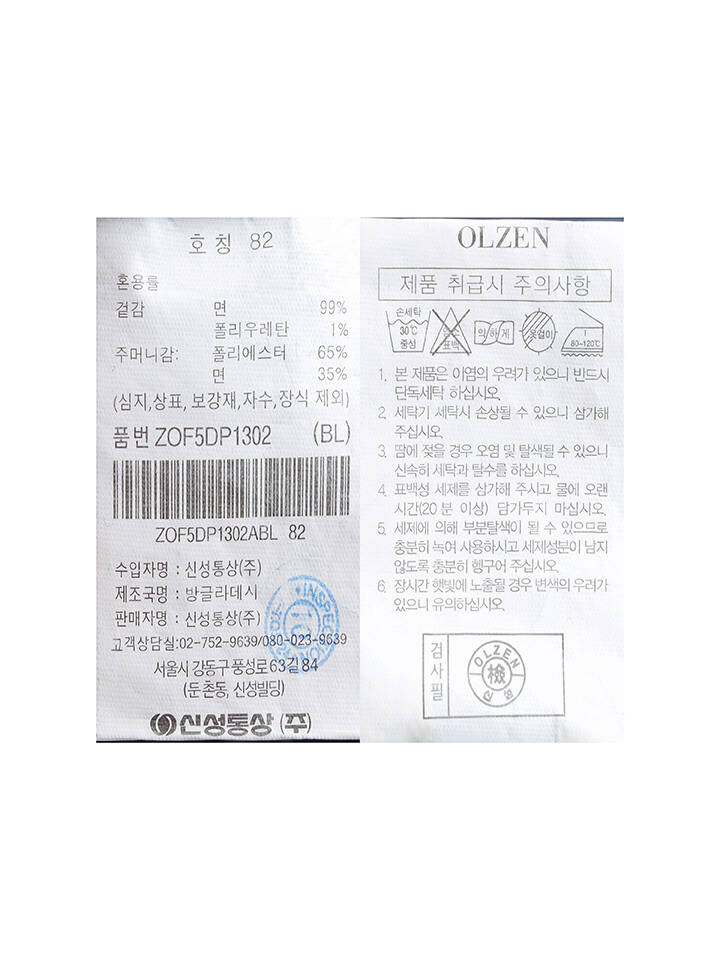 호칭 82
혼용률
겉감 면 99%
폴리우레탄 1%
주머니감: 폴리에스터 65%
면 35%
(심지,상표, 보강재,자수,장식 제외)
품번 ZOF5DP1302 (BL)
ZOF5DP1302ABL 82
수입자명 : 신성통상(주)
제조국명 : 방글라데시
판매자명 : 신성통상(주)
고객상담실:02-752-9639/080-023-9639
서울시 강동구 풍성로 63길 84
(둔촌동, 신성빌딩)
신성통상 (주)
INSPECTION
OLZEN
제품 취급시 주의사항
손세탁
30℃
중성
염소
표백
약하게
옷걸이
80~120℃
1. 본 제품은 이염의 우려가 있으니 반드시
단독세탁 하십시오.
2. 세탁기 세탁시 손상될 수 있으니 삼가해
주십시오.
3. 땀에 젖을 경우 오염 및 탈색될 수 있으니
신속히 세탁과 탈수를 하십시오.
4. 표백성 세제를 삼가해 주시고 물에 오랜
시간(20분 이상) 담가두지 마십시오.
5. 세제에 의해 부분탈색이 될 수 있으므로
충분히 녹여 사용하시고 세제성분이 남지
않도록 충분히 헹구어 주십시오.
6. 장시간 햇빛에 노출될 경우 변색의 우려가
있으니 유의하십시오.
검사필
OLZEN
檢
신성